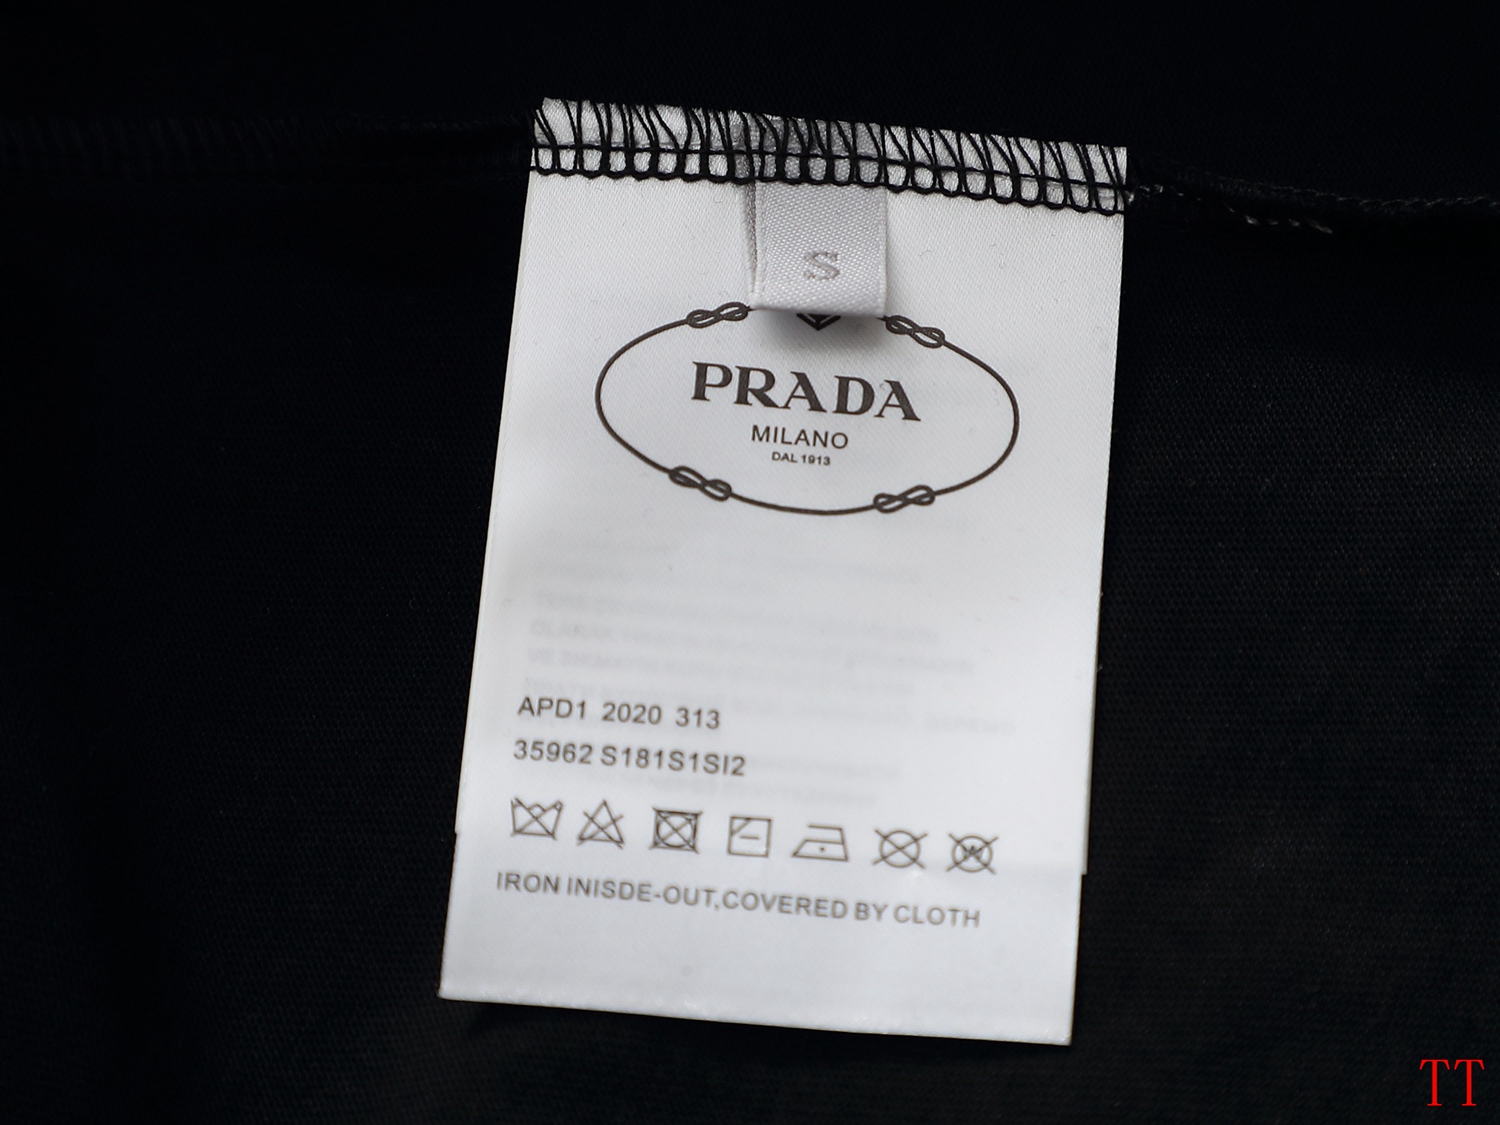 S
PRADA
MILANO
DAL 1913
APD1 2020 313
35962 S181S1SI2
IRON INISDE-OUT,COVERED BY CLOTH
TT